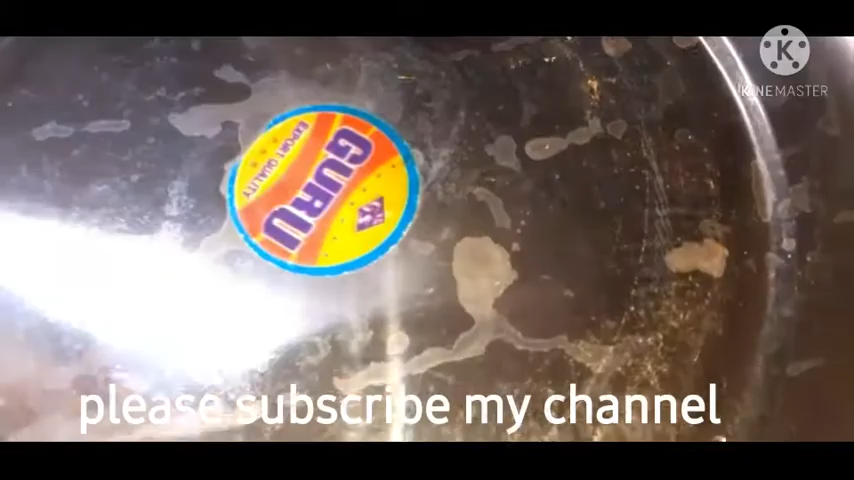 K
KINEMASTER
EXPORT QUALITY
GURU
please subscribe my channel